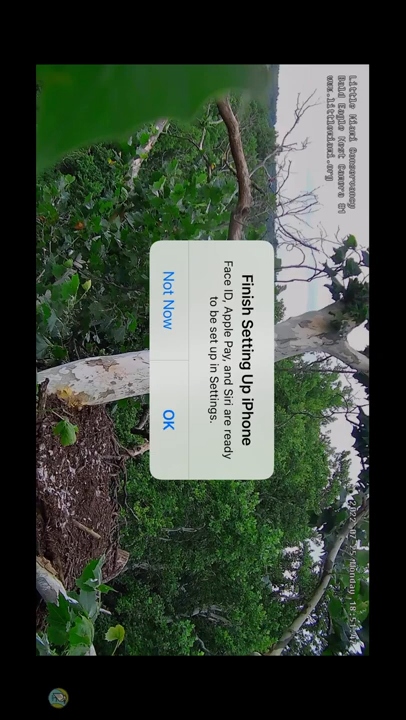 Little Miami Conservancy
Bald Eagle Nest Camera #1
www.littlemiami.org
Finish Setting Up iPhone
Face ID, Apple Pay, and Siri are ready
to be set up in Settings.
Not Now
OK